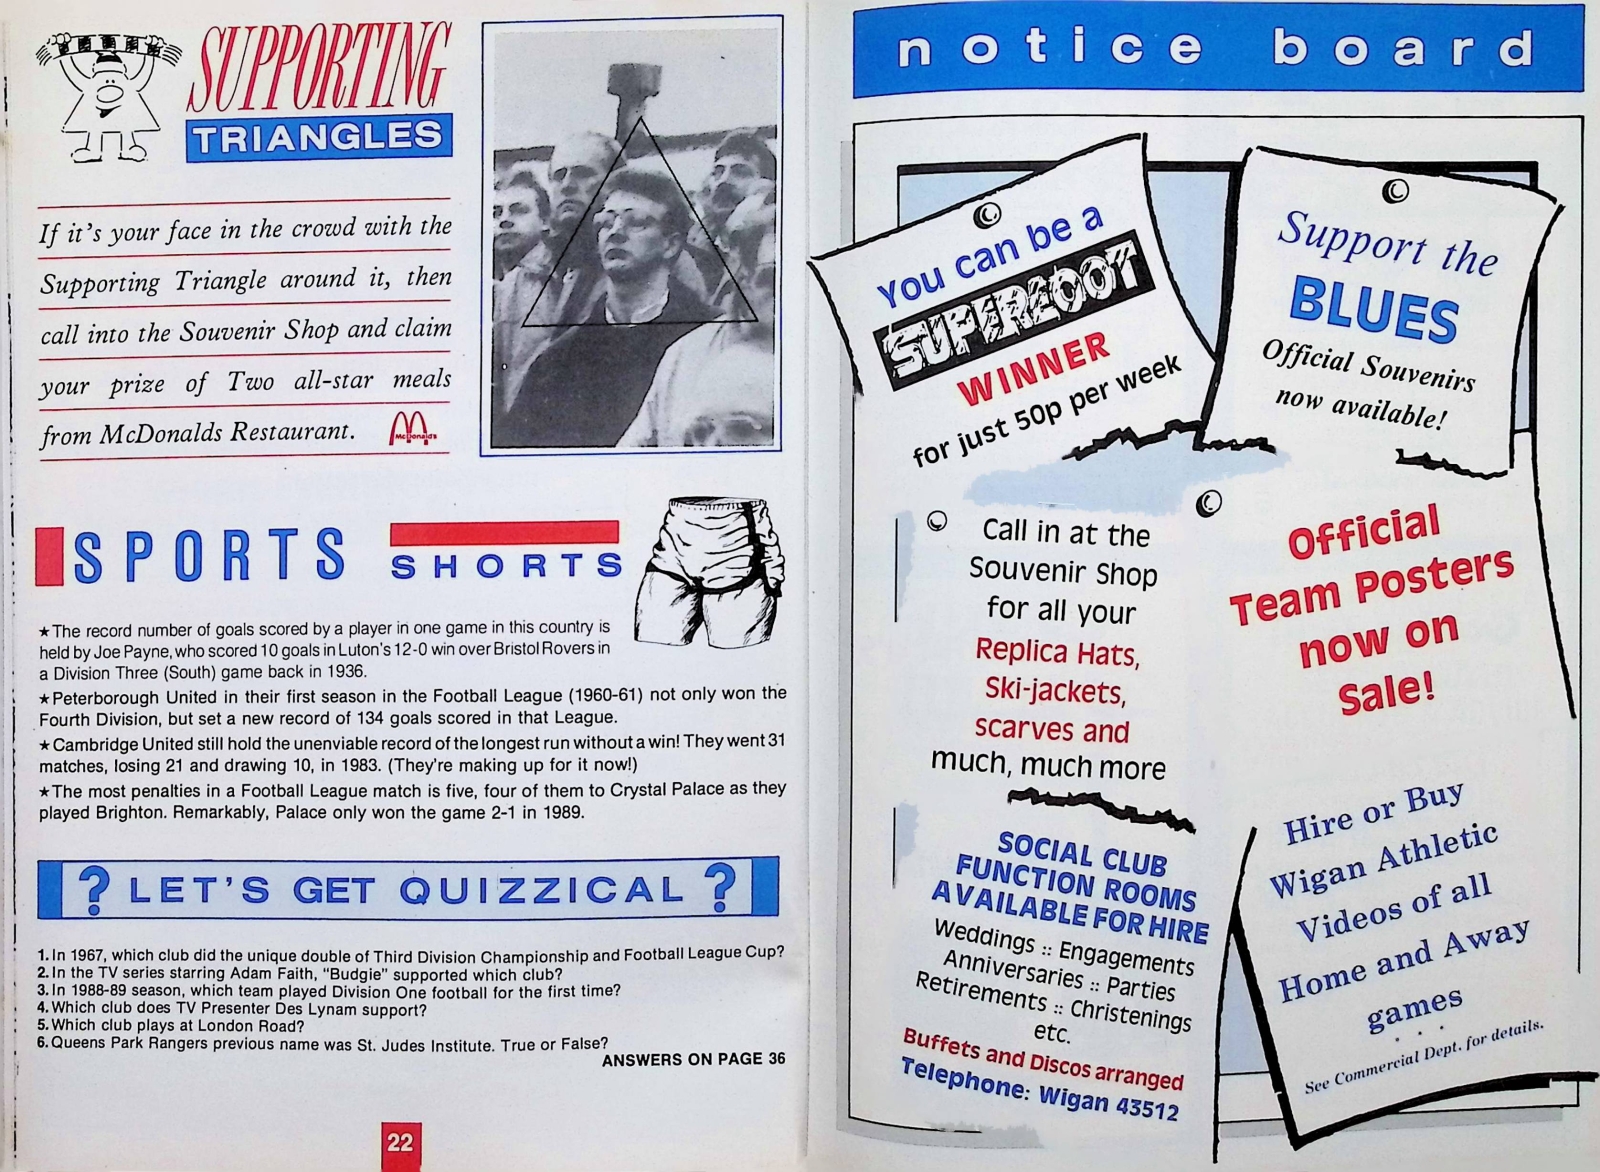 SUPPORTING
TRIANGLES
If it's your face in the crowd with the
Supporting Triangle around it, then
call into the Souvenir Shop and claim
your prize of Two all-star meals
from McDonalds Restaurant.
McDonald's
SPORTS SHORTS
★The record number of goals scored by a player in one game in this country is
held by Joe Payne, who scored 10 goals in Luton's 12-0 win over Bristol Rovers in
a Division Three (South) game back in 1936.
★Peterborough United in their first season in the Football League (1960-61) not only won the
Fourth Division, but set a new record of 134 goals scored in that League.
★Cambridge United still hold the unenviable record of the longest run without a win! They went 31
matches, losing 21 and drawing 10, in 1983. (They're making up for it now!)
★The most penalties in a Football League match is five, four of them to Crystal Palace as they
played Brighton. Remarkably, Palace only won the game 2-1 in 1989.
? LET'S GET QUIZZICAL ?
1. In 1967, which club did the unique double of Third Division Championship and Football League Cup?
2. In the TV series starring Adam Faith, "Budgie" supported which club?
3. In 1988-89 season, which team played Division One football for the first time?
4. Which club does TV Presenter Des Lynam support?
5. Which club plays at London Road?
6. Queens Park Rangers previous name was St. Judes Institute. True or False?
ANSWERS ON PAGE 36
22
notice board
You can be a
SUPERLOOT
WINNER
for just 50p per week
Support the
BLUES
Official Souvenirs
now available!
Call in at the
Souvenir Shop
for all your
Replica Hats,
Ski-jackets,
scarves and
much, much more
Official
Team Posters
now on
Sale!
SOCIAL CLUB
FUNCTION ROOMS
AVAILABLE FOR HIRE
Weddings :: Engagements
Anniversaries :: Parties
Retirements :: Christenings
etc.
Buffets and Discos arranged
Telephone: Wigan 43512
Hire or Buy
Wigan Athletic
Videos of all
Home and Away
games
See Commercial Dept. for details.